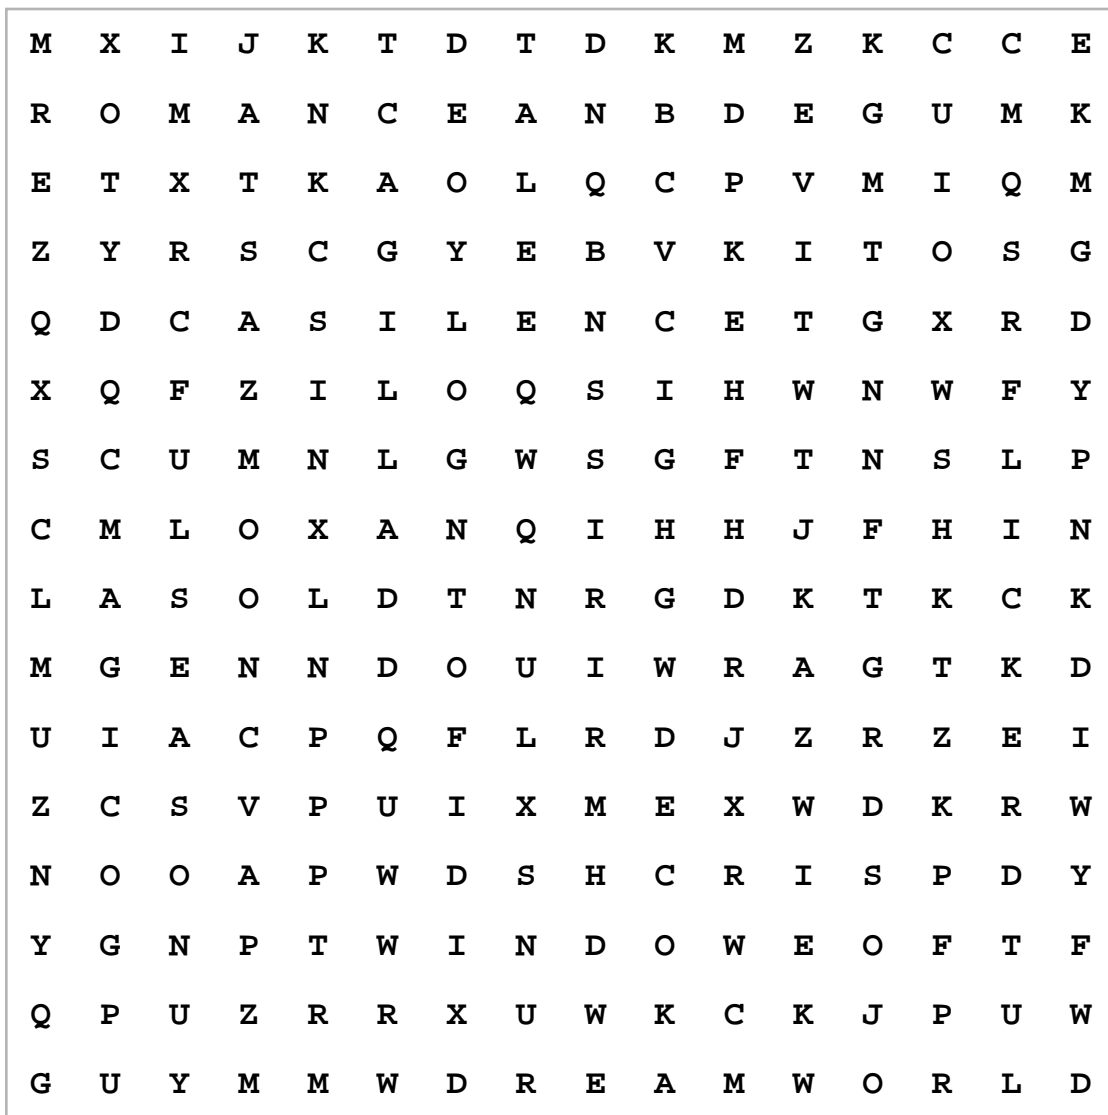 M X I J K T D T D K M Z K C C E
R O M A N C E A N B D E G U M K
E T X T K A O L Q C P V M I Q M
Z Y R S C G Y E B V K I T O S G
Q D C A S I L E N C E T G X R D
X Q F Z I L O Q S I H W N W F Y
S C U M N L G W S G F T N S L P
C M L O X A N Q I H H J F H I N
L A S O L D T N R G D K T K C K
M G E N N D O U I W R A G T K D
U I A C P Q F L R D J Z R Z E I
Z C S V P U I X M E X W D K R W
N O O A P W D S H C R I S P D Y
Y G N P T W I N D O W E O F T F
Q P U Z R R X U W K C K J P U W
G U Y M M W D R E A M W O R L D